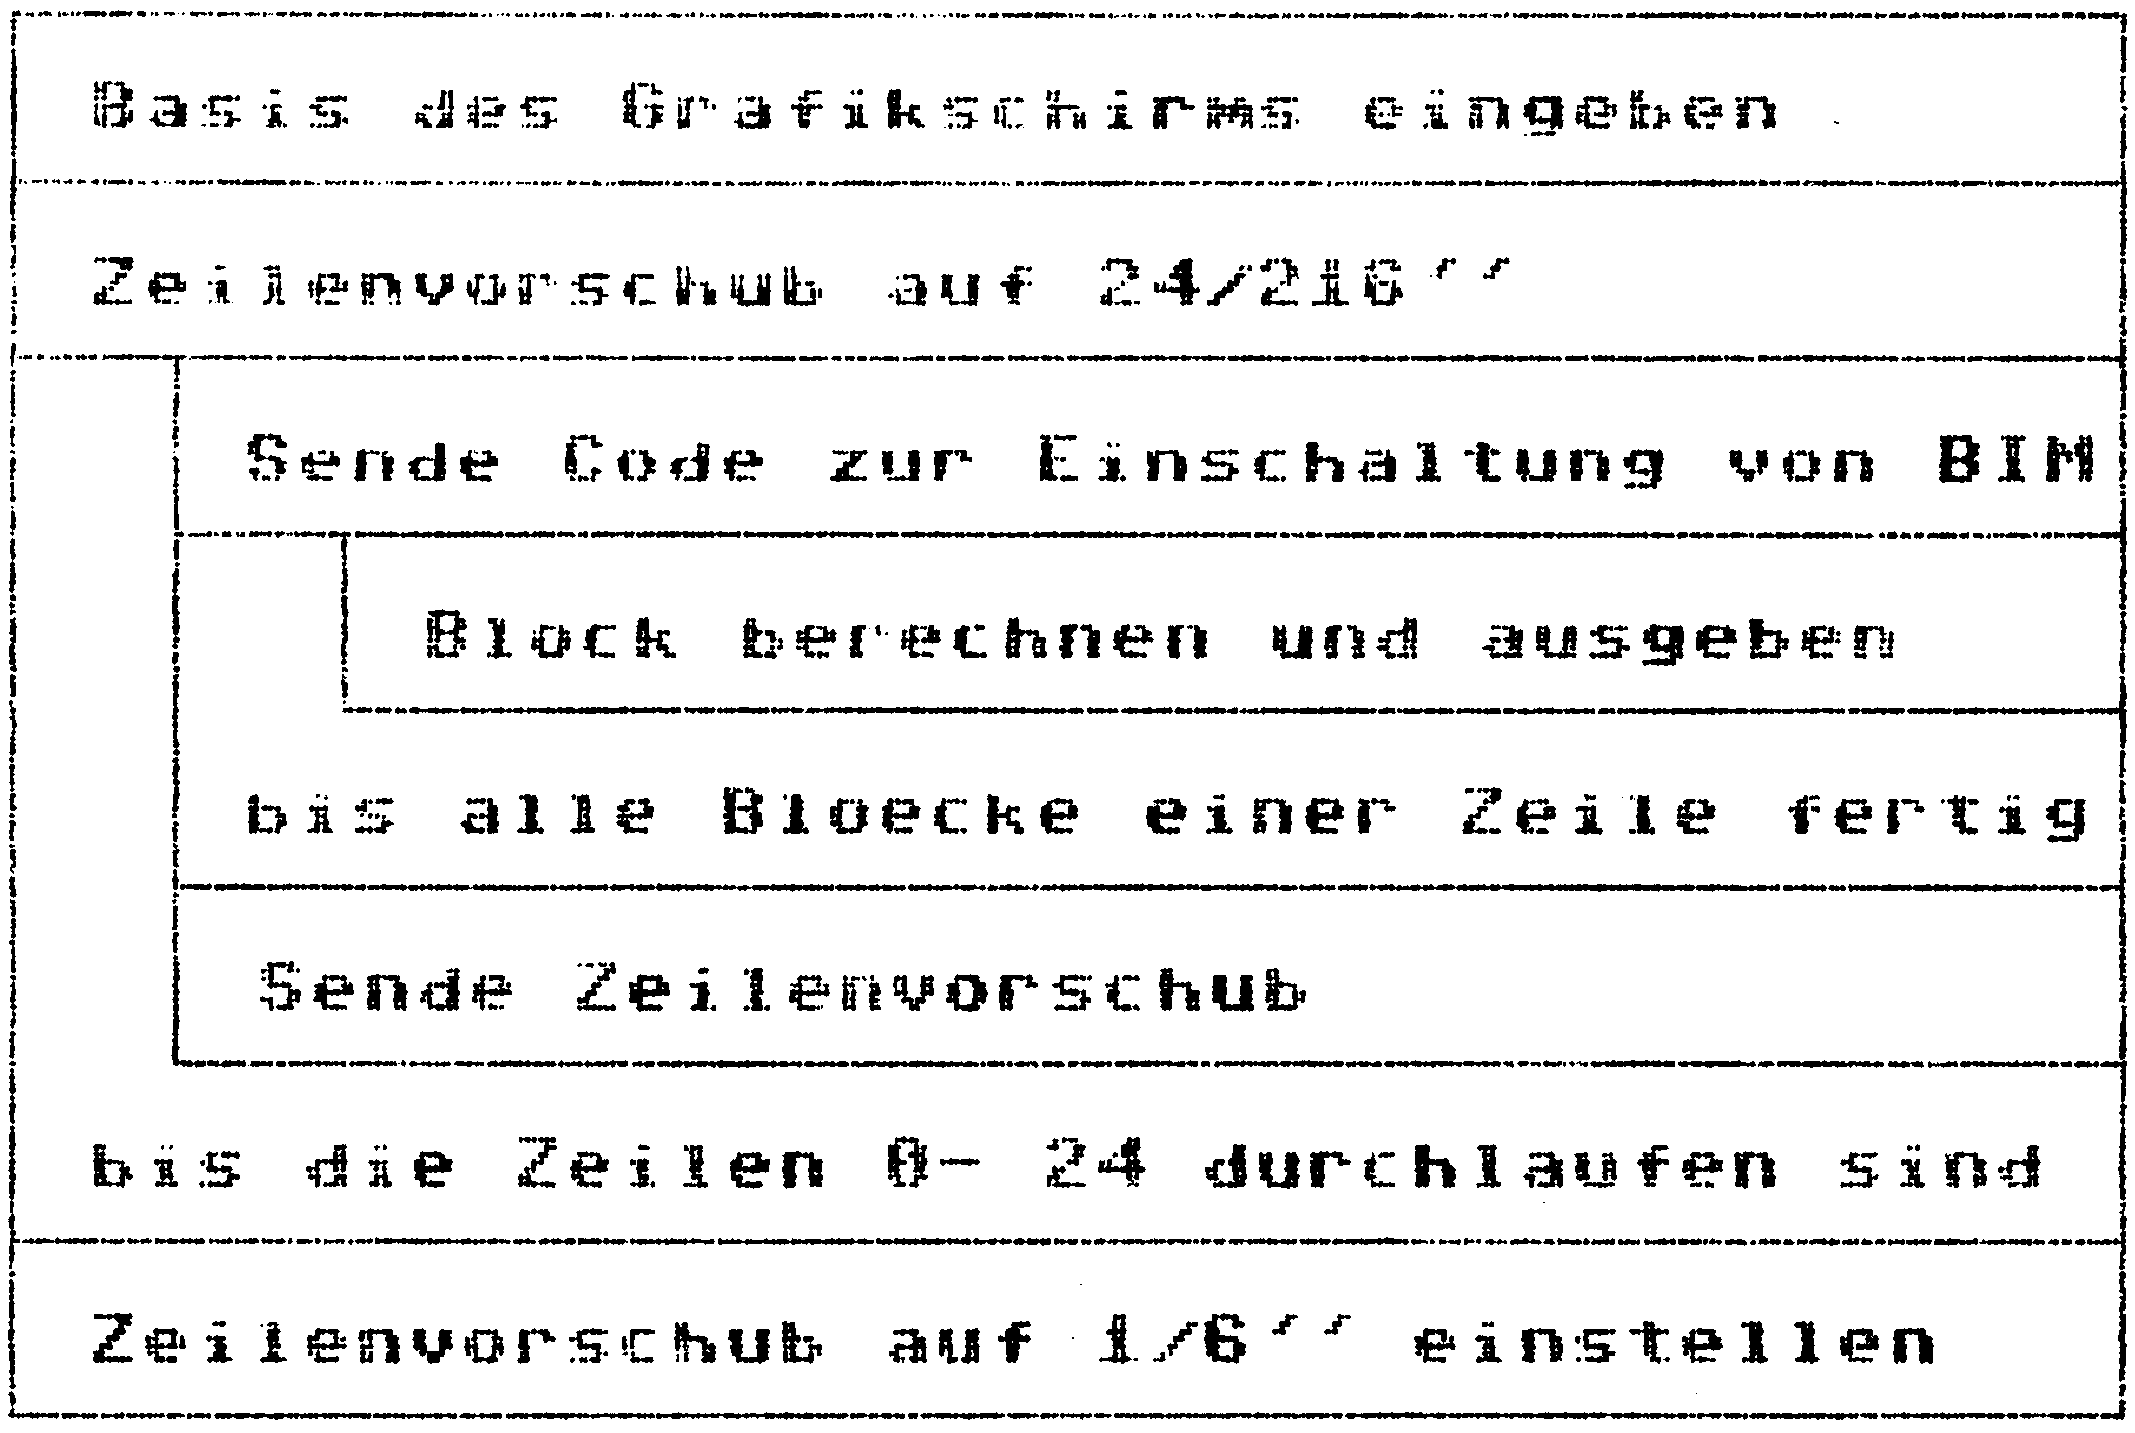 Basis des Grafikschirms eingeben
Zeilenvorschub auf 24/216''
Sende Code zur Einschaltung von BIM
Block berechnen und ausgeben
bis alle Bloecke einer Zeile fertig
Sende Zeilenvorschub
bis die Zeilen 0- 24 durchlaufen sind
Zeilenvorschub auf 1/6'' einstellen